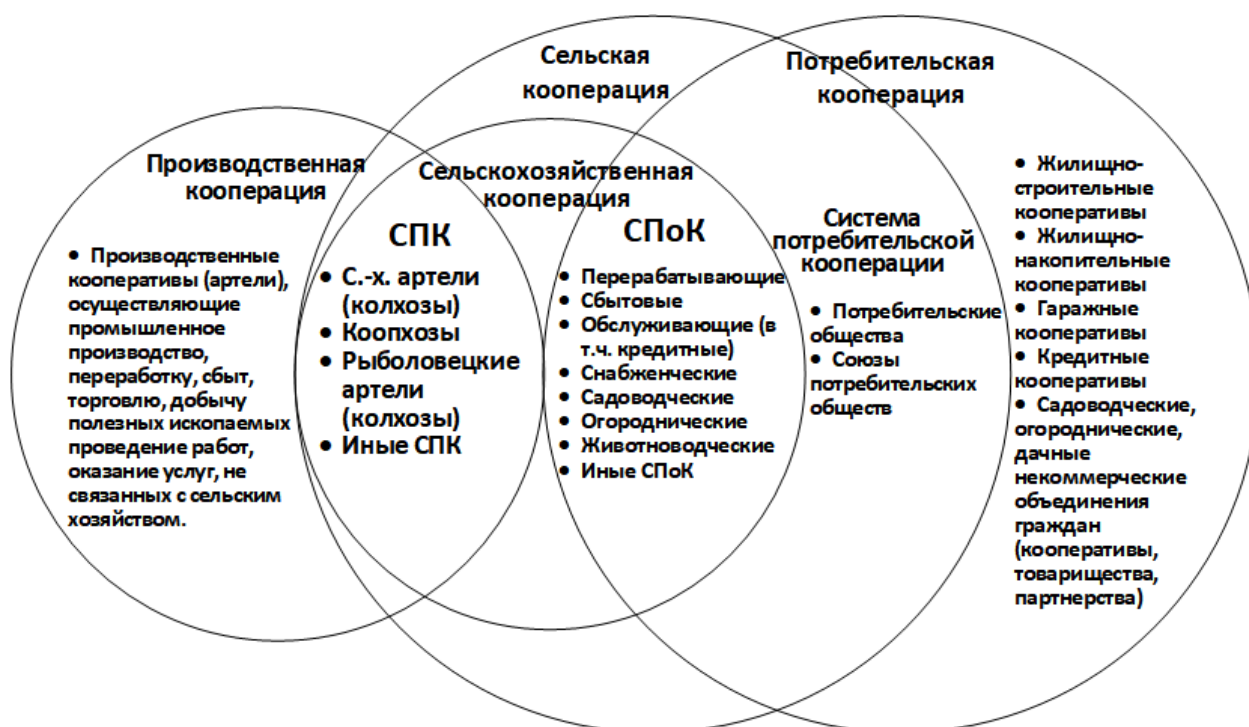 Сельская
кооперация
Потребительская
кооперация
Производственная
кооперация
Сельскохозяйственная
кооперация
• Производственные
кооперативы (артели),
осуществляющие
промышленное
производство,
переработку, сбыт,
торговлю, добычу
полезных ископаемых
проведение работ,
оказание услуг, не
связанных с сельским
хозяйством.
СПК
• С.-х. артели
(колхозы)
• Коопхозы
• Рыболовецкие
артели
(колхозы)
• Иные СПК
СПоК
• Перерабатывающие
• Сбытовые
• Обслуживающие (в
т.ч. кредитные)
• Снабженческие
• Садоводческие
• Огороднические
• Животноводческие
• Иные СПоК
Система
потребительской
кооперации
• Потребительские
общества
• Союзы
потребительских
обществ
• Жилищно-
строительные
кооперативы
• Жилищно-
накопительные
кооперативы
• Гаражные
кооперативы
• Кредитные
кооперативы
• Садоводческие,
огороднические,
дачные
некоммерческие
объединения
граждан
(кооперативы,
товарищества,
партнерства)